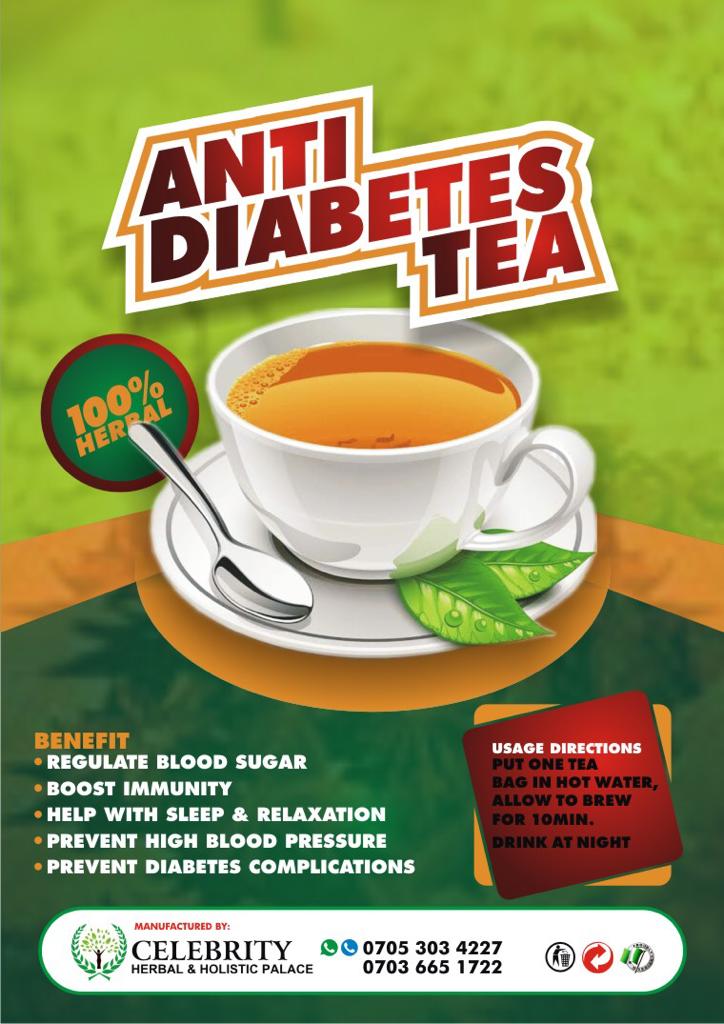 ANTI
DIABETES
TEA
100%
HERBAL
BENEFIT
• REGULATE BLOOD SUGAR
• BOOST IMMUNITY
• HELP WITH SLEEP & RELAXATION
• PREVENT HIGH BLOOD PRESSURE
• PREVENT DIABETES COMPLICATIONS
USAGE DIRECTIONS
PUT ONE TEA
BAG IN HOT WATER,
ALLOW TO BREW
FOR 10MIN.
DRINK AT NIGHT
MANUFACTURED BY:
CELEBRITY
HERBAL & HOLISTIC PALACE
0705 303 4227
0703 665 1722